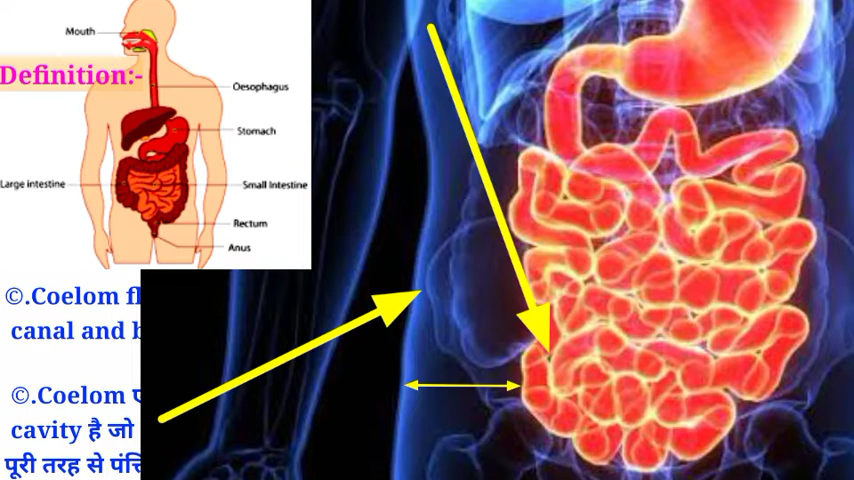 Mouth
Definition:-
Oesophagus
Stomach
Large intestine
Small Intestine
Rectum
Anus
©.Coelom
canal and
©.Coelom
cavity है जो
पूरी तरह से